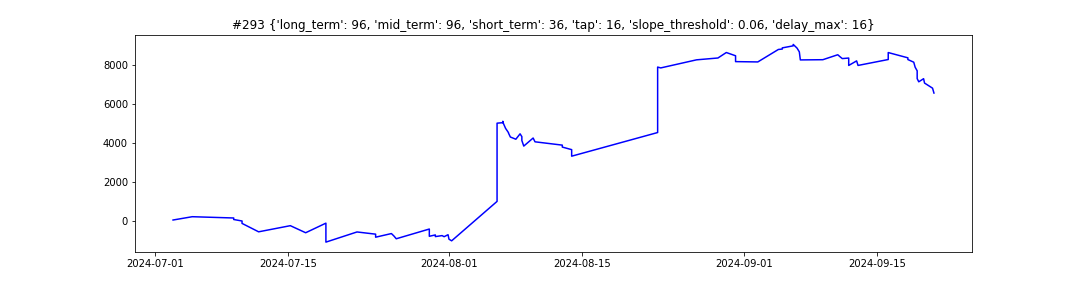 #293 {'long_term': 96, 'mid_term': 96, 'short_term': 36, 'tap': 16, 'slope_threshold': 0.06, 'delay_max': 16}
8000
6000
4000
2000
0
2024-07-01 2024-07-15 2024-08-01 2024-08-15 2024-09-01 2024-09-15